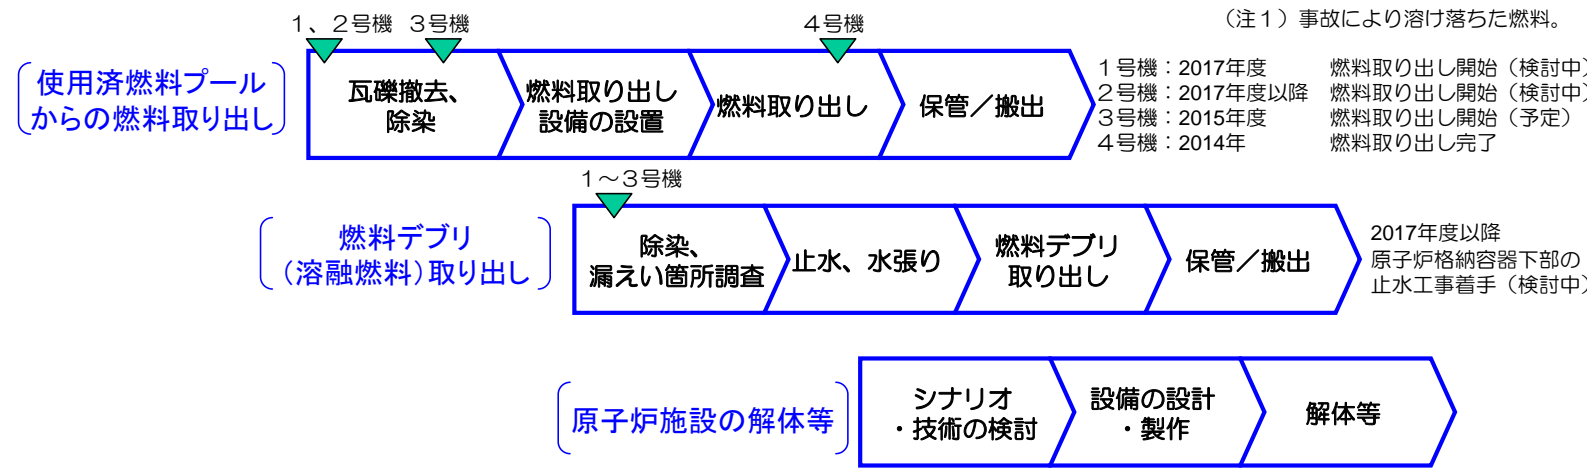 (注1)事故により溶け落ちた燃料。
1、2号機 3号機 4号機
使用済燃料プール
からの燃料取り出し
瓦礫撤去、
除染
燃料取り出し
設備の設置
燃料取り出し
保管/搬出
1号機:2017年度 燃料取り出し開始(検討中)
2号機:2017年度以降 燃料取り出し開始(検討中)
3号機:2015年度 燃料取り出し開始(予定)
4号機:2014年 燃料取り出し完了
1~3号機
燃料デブリ
(溶融燃料)取り出し
除染、
漏えい箇所調査
止水、水張り
燃料デブリ
取り出し
保管/搬出
2017年度以降
原子炉格納容器下部の
止水工事着手(検討中)
原子炉施設の解体等
シナリオ
・技術の検討
設備の設計
・製作
解体等